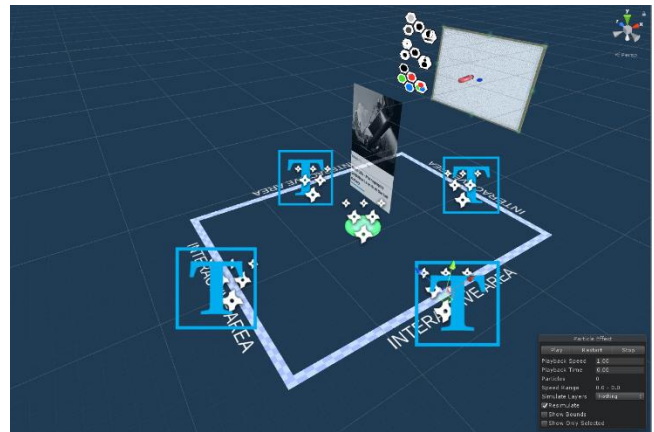 y
Persp
INTERACTIVE AREA
INTERACTIVE AREA
T
T
T
T
INTERACTIVE AREA
INTERACTIVE AREA
Particle Effect
Play Restart Stop
Playback Speed 1.00
Playback Time 0.00
Particles 0
Speed Range 0.0 - 0.0
Simulate Layers Nothing
Resimulate
Show Bounds
Show Only Selected